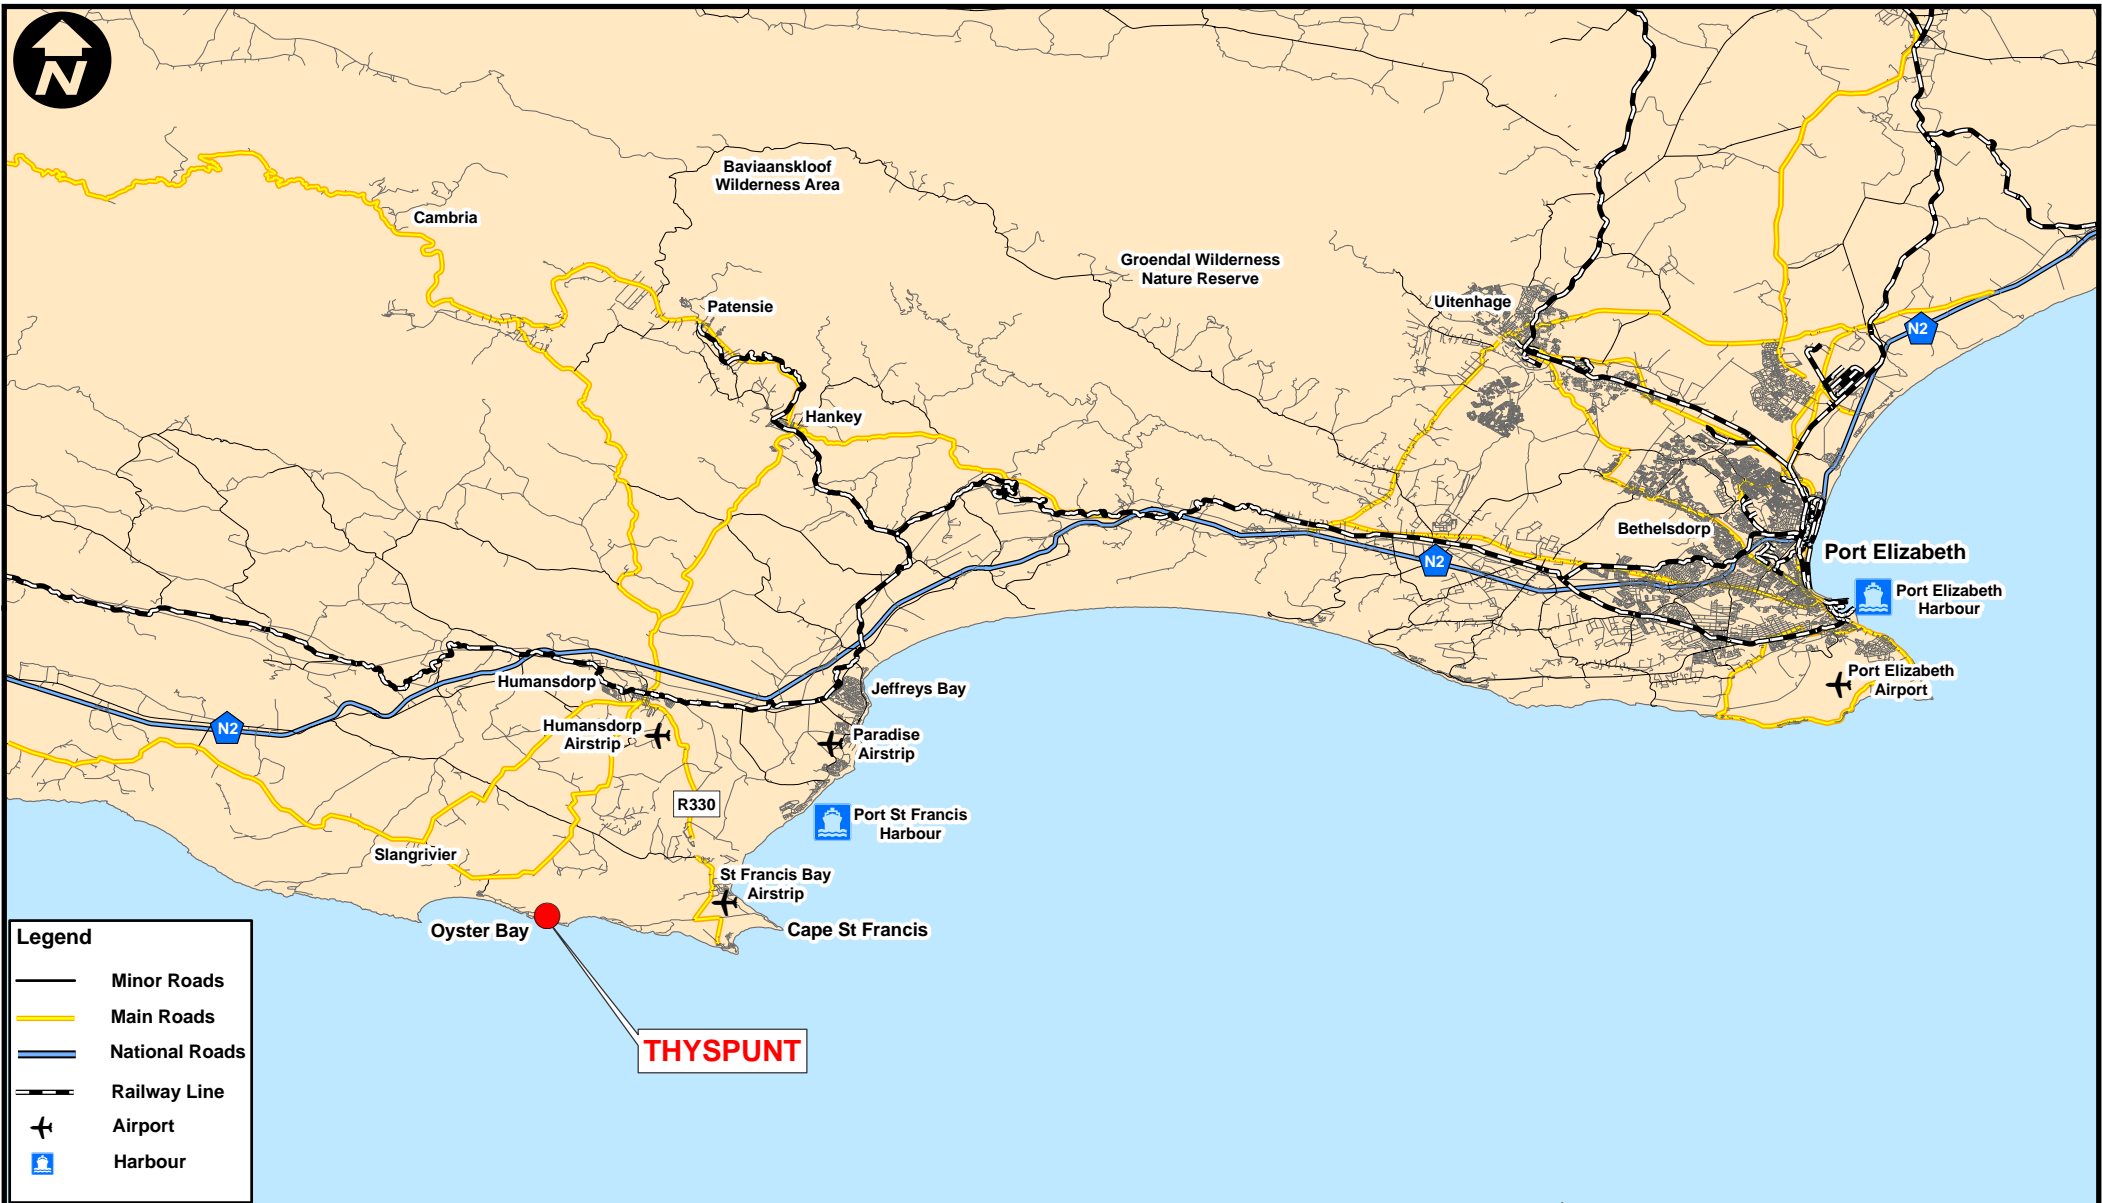 N
Baviaanskloof
Wilderness Area
Cambria
Groendal Wilderness
Nature Reserve
Patensie
Uitenhage
N2
Hankey
Bethelsdorp
Port Elizabeth
N2
Port Elizabeth
Harbour
Humansdorp
Jeffreys Bay
Port Elizabeth
Airport
N2
Humansdorp
Airstrip
Paradise
Airstrip
R330
Port St Francis
Harbour
Slangrivier
St Francis Bay
Airstrip
Oyster Bay
Cape St Francis
THYSPUNT
Legend
Minor Roads
Main Roads
National Roads
Railway Line
Airport
Harbour